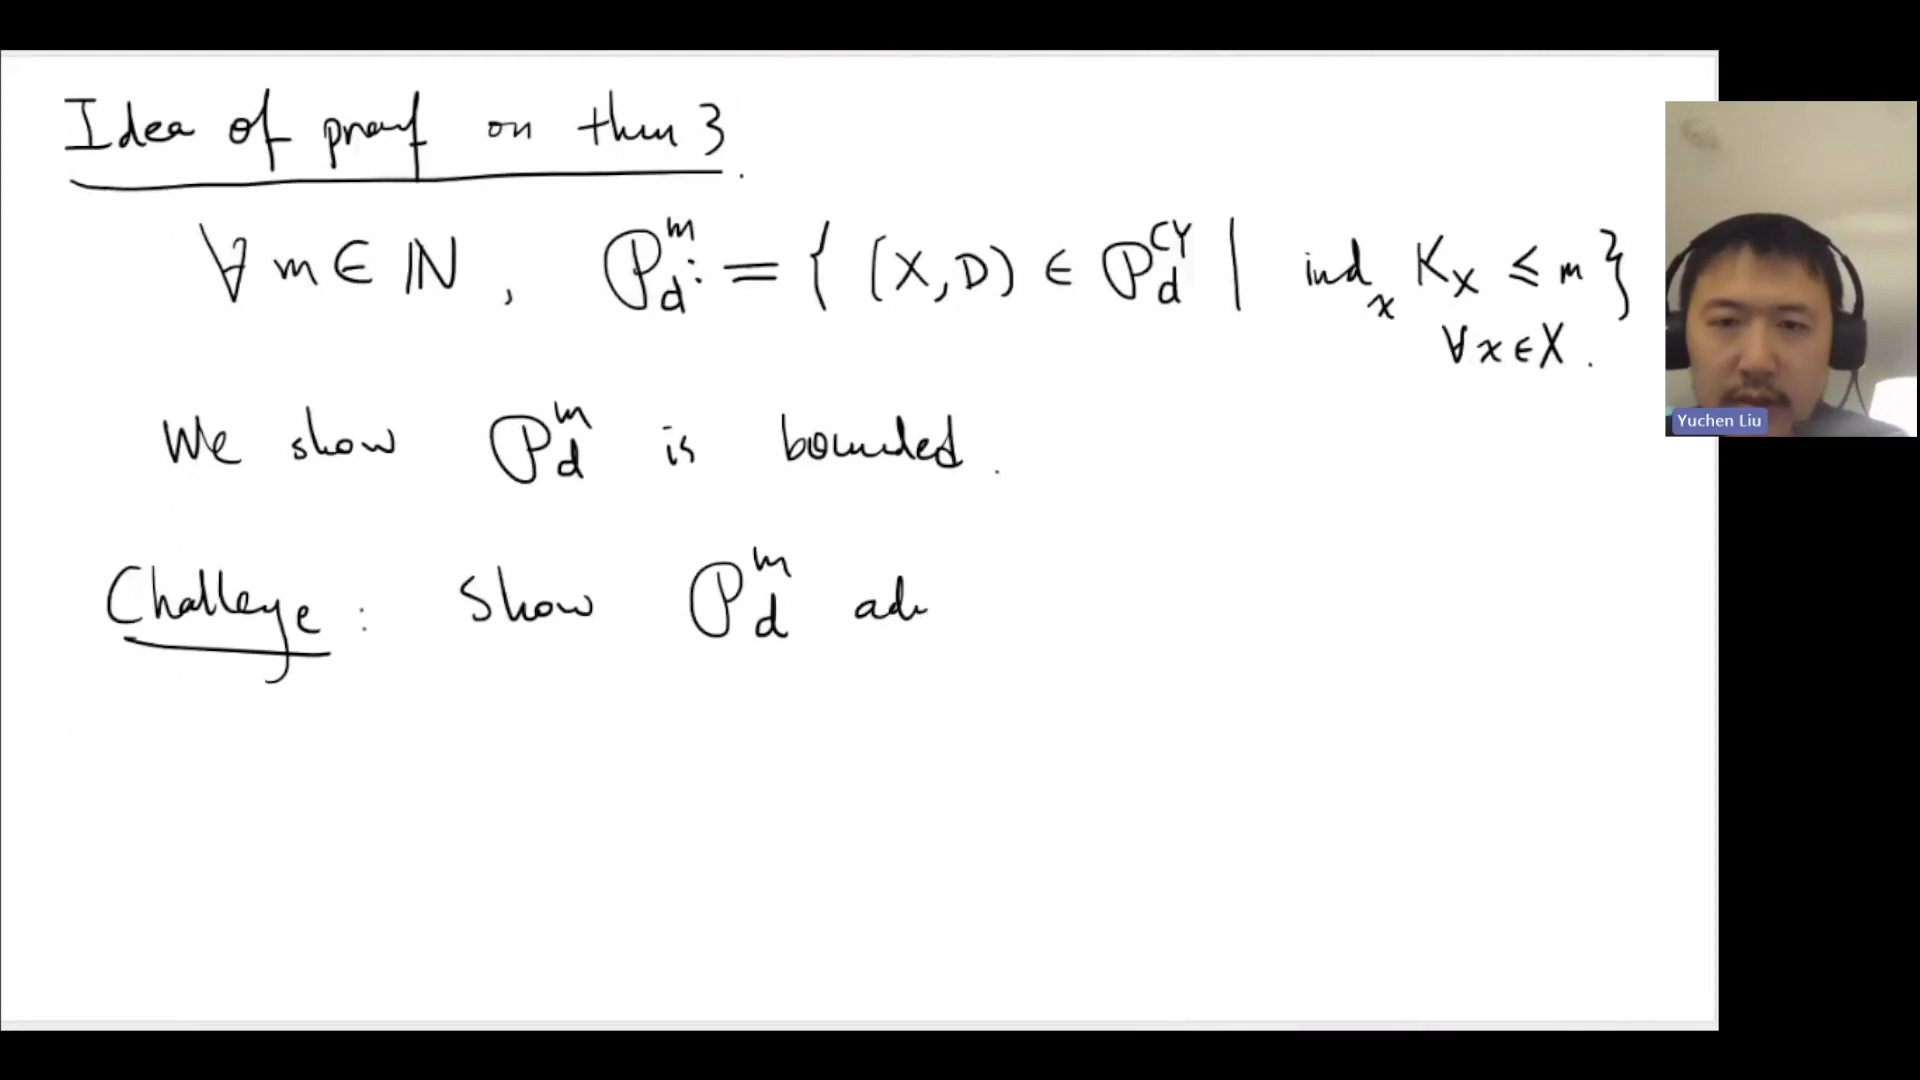 Idea of proof on thm 3.
∀ m ∈ ℕ , 𝒫_d^m := { (X, D) ∈ 𝒫_d^{CY} | ind_x K_X ≤ m }
∀ x ∈ X .
We show 𝒫_d^m is bounded .
Challenge : Show 𝒫_d^m ad
Yuchen Liu